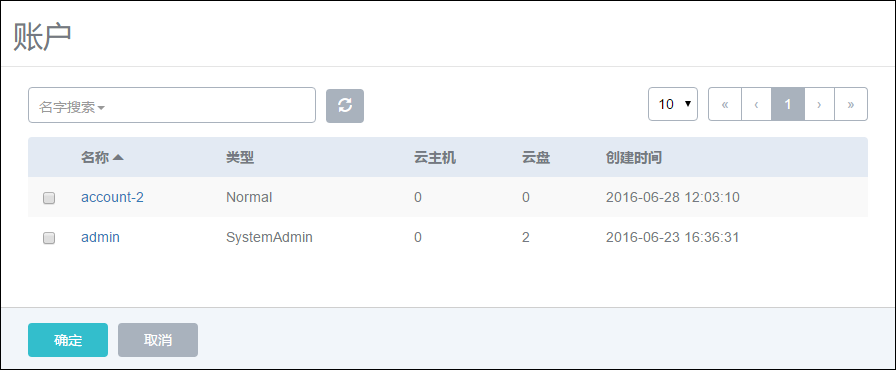 账户
名字搜索
10 « ‹ 1 › »
名称 类型 云主机 云盘 创建时间
account-2 Normal 0 0 2016-06-28 12:03:10
admin SystemAdmin 0 2 2016-06-23 16:36:31
确定 取消